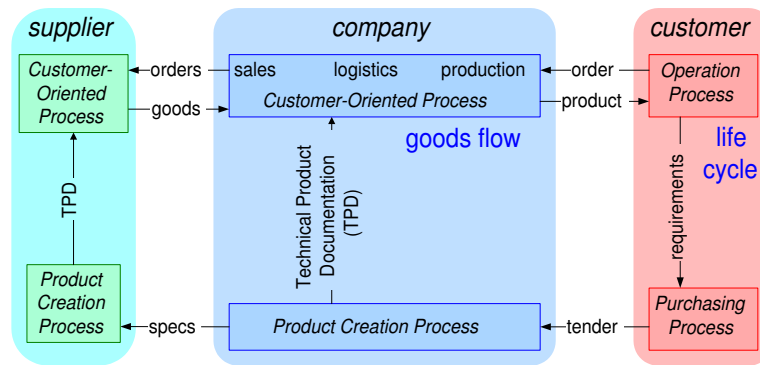 supplier
company
customer
Customer-
Oriented
Process
orders
goods
sales logistics production
Customer-Oriented Process
order
product
Operation
Process
goods flow
life
cycle
TPD
Technical Product
Documentation
(TPD)
requirements
Product
Creation
Process
specs
Product Creation Process
tender
Purchasing
Process